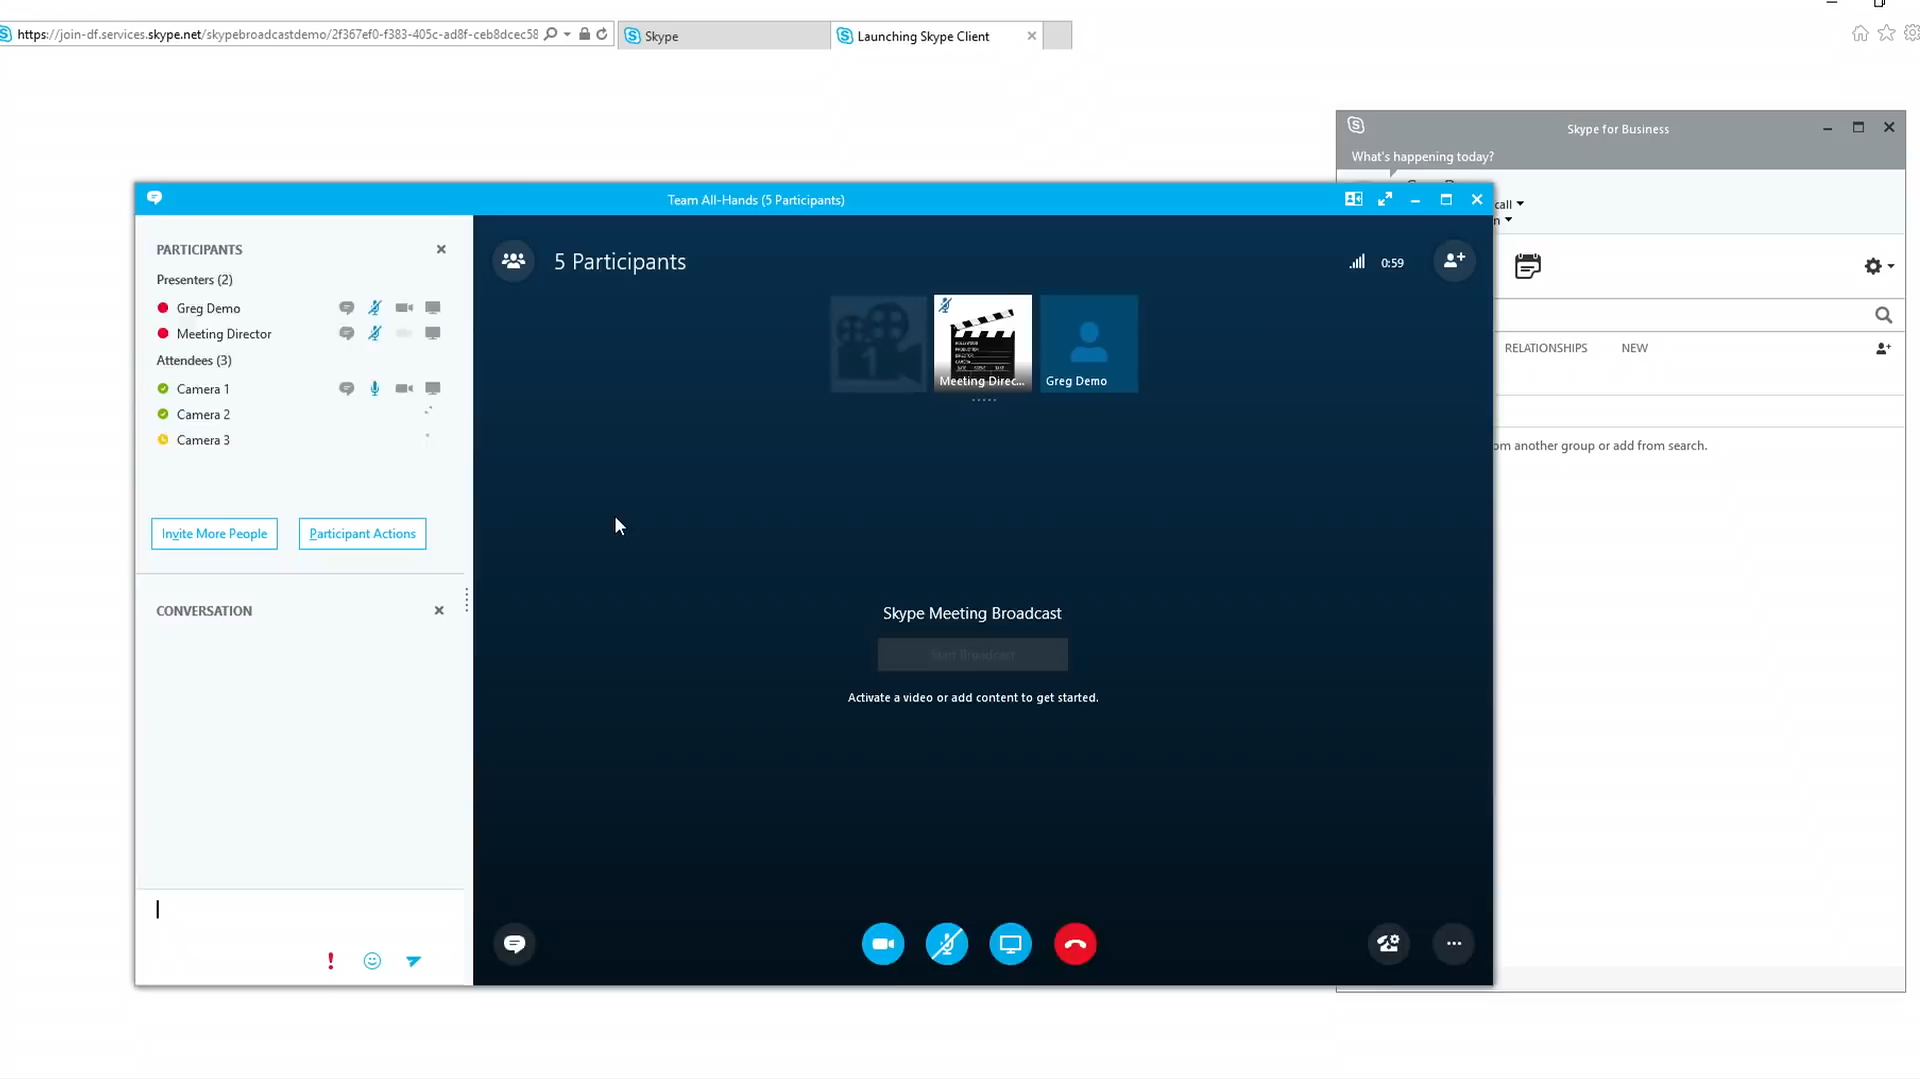 https://join-df.services.skype.net/skypebroadcastdemo/2f367ef0-f383-405c-ad8f-ceb8dcec58
Skype
Launching Skype Client
Skype for Business
What's happening today?
Team All-Hands (5 Participants)
call
n
PARTICIPANTS
Presenters (2)
Greg Demo
Meeting Director
Attendees (3)
Camera 1
Camera 2
Camera 3
Invite More People
Participant Actions
CONVERSATION
5 Participants
0:59
1
Meeting Direc...
Greg Demo
Skype Meeting Broadcast
Start Broadcast
Activate a video or add content to get started.
RELATIONSHIPS
NEW
om another group or add from search.